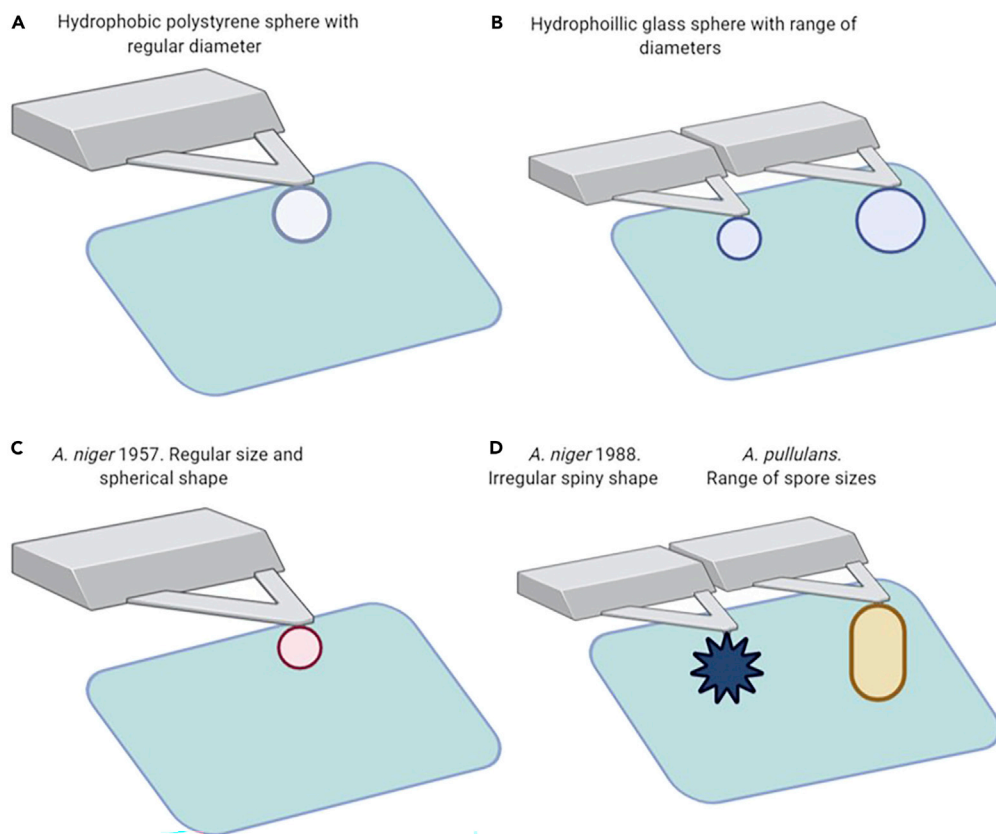 A
Hydrophobic polystyrene sphere with
regular diameter
B
Hydrophoillic glass sphere with range of
diameters
C
A. niger 1957. Regular size and
spherical shape
D
A. niger 1988.
Irregular spiny shape
A. pullulans.
Range of spore sizes